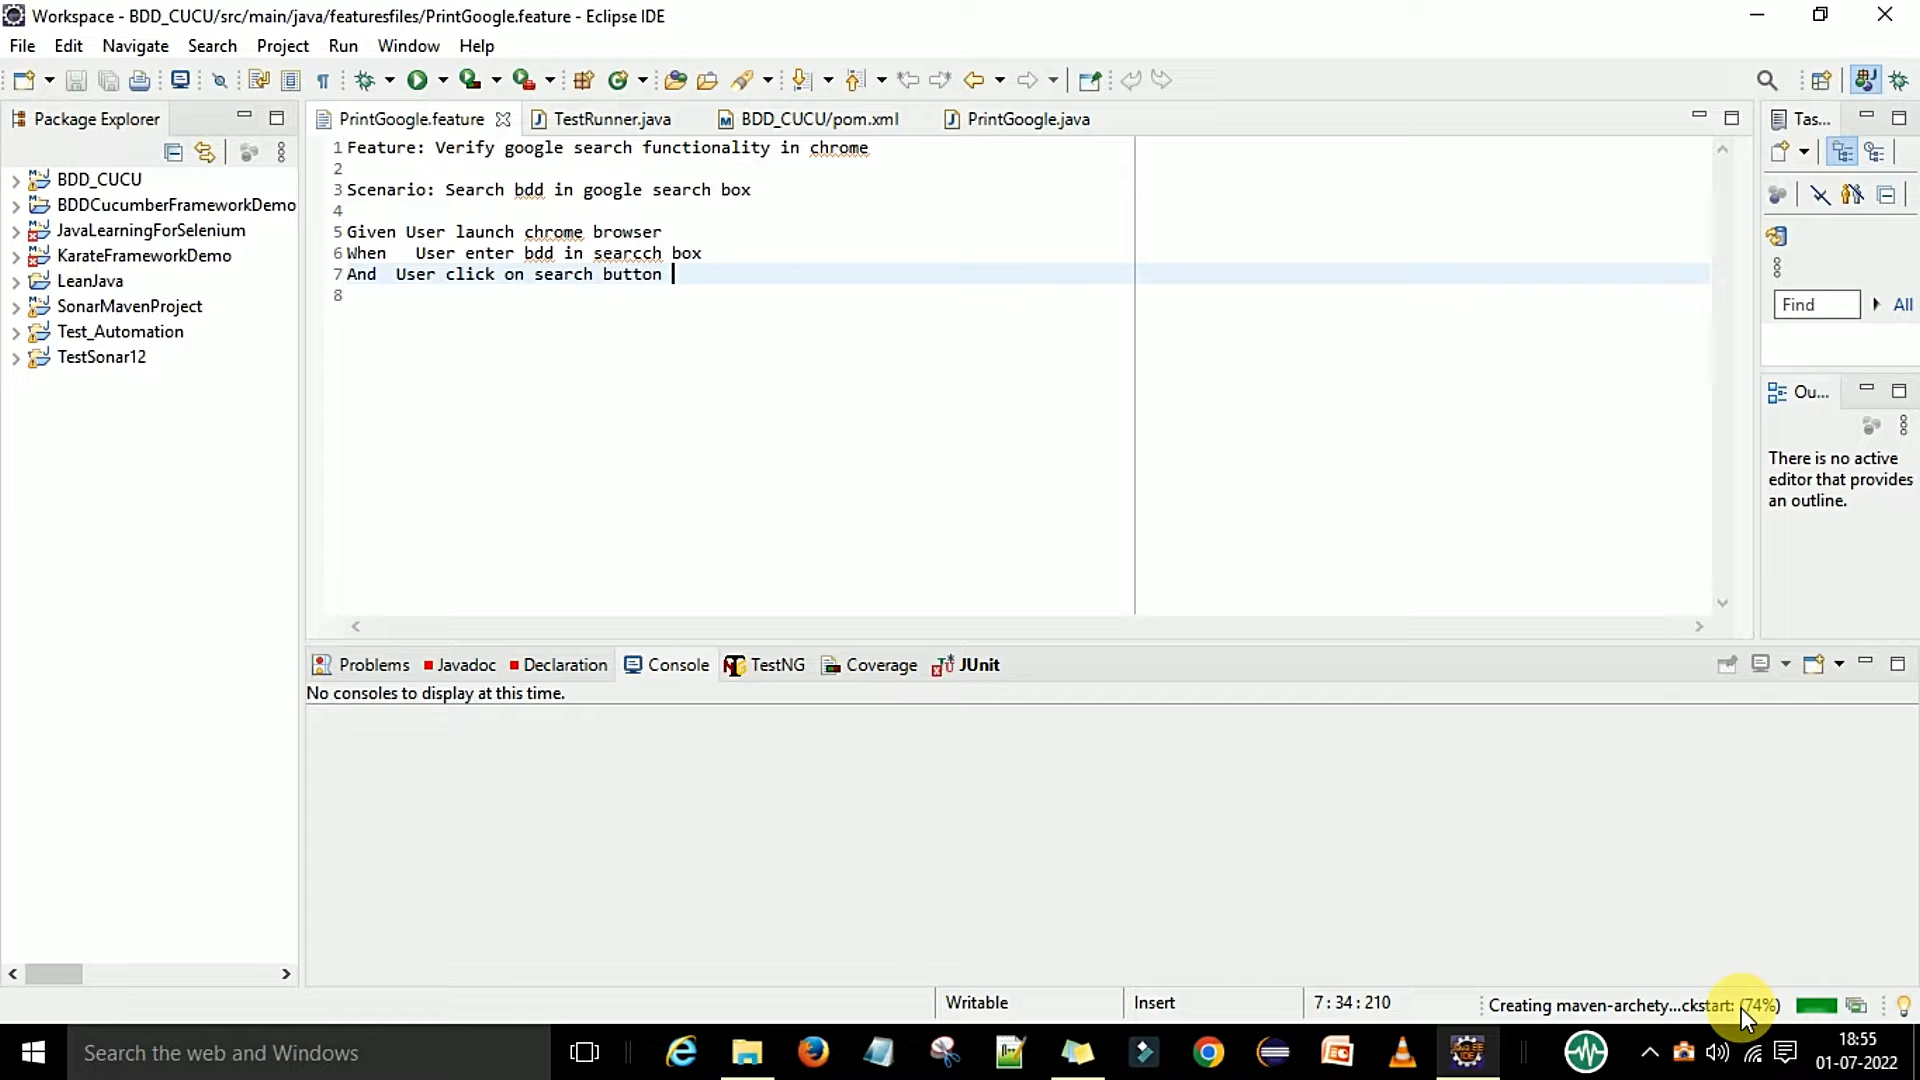 Workspace - BDD_CUCU/src/main/java/featuresfiles/PrintGoogle.feature - Eclipse IDE
File Edit Navigate Search Project Run Window Help
Package Explorer
BDD_CUCU
BDDCucumberFrameworkDemo
JavaLearningForSelenium
KarateFrameworkDemo
LeanJava
SonarMavenProject
Test_Automation
TestSonar12
PrintGoogle.feature TestRunner.java BDD_CUCU/pom.xml PrintGoogle.java
1 Feature: Verify google search functionality in chrome
2
3 Scenario: Search bdd in google search box
4
5 Given User launch chrome browser
6 When   User enter bdd in searcch box
7 And  User click on search button
8
Tas...
Find All
Ou...
There is no active
editor that provides
an outline.
Problems Javadoc Declaration Console TestNG Coverage JUnit
No consoles to display at this time.
Writable Insert 7 : 34 : 210 Creating maven-archety...ckstart: (74%)
Search the web and Windows
18:55
01-07-2022